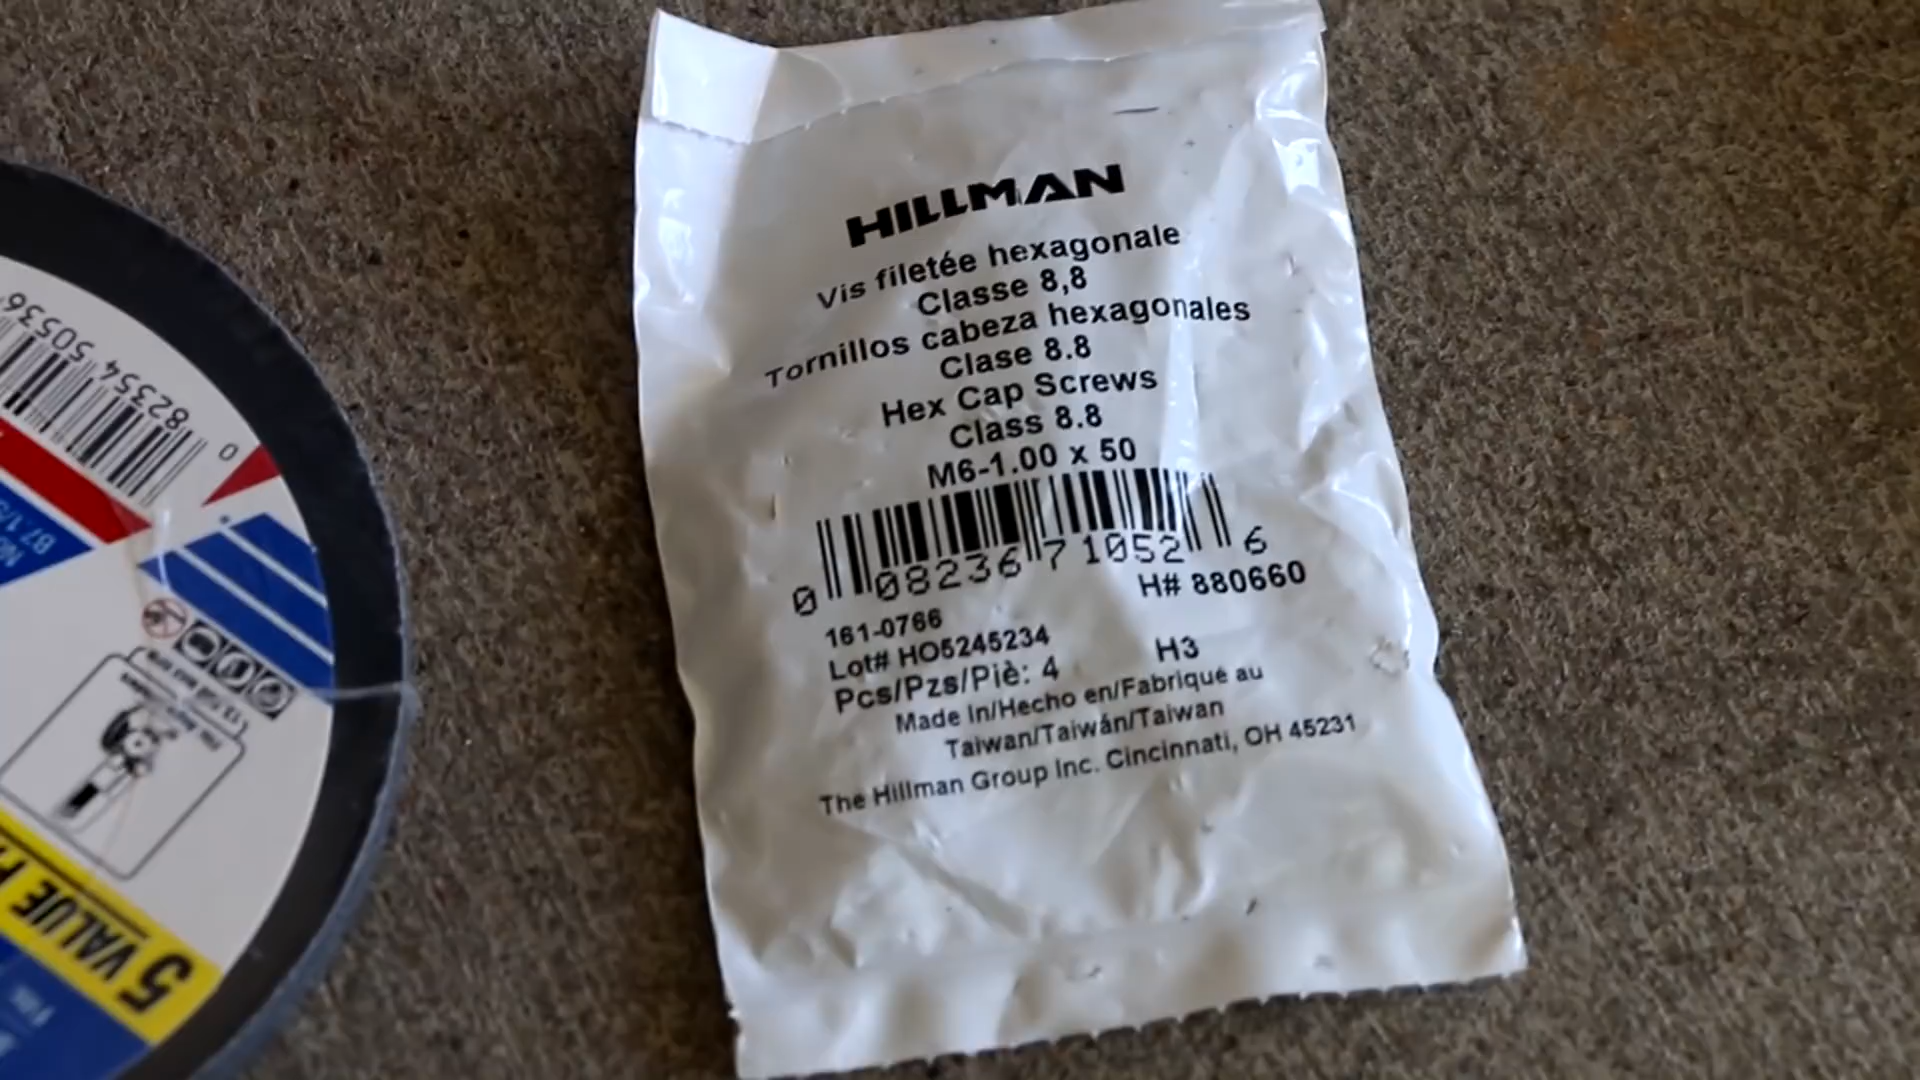 HILLMAN
Vis filetée hexagonale
Classe 8,8
Tornillos cabeza hexagonales
Clase 8.8
Hex Cap Screws
Class 8.8
M6-1.00 x 50
0 08236 71052 6
H# 880660
161-0766
Lot# HO5245234
H3
Pcs/Pzs/Piè: 4
Made In/Hecho en/Fabriqué au
Taiwan/Taiwán/Taiwan
The Hillman Group Inc. Cincinnati, OH 45231
0 82354 50536
B7.1
5 VALUE